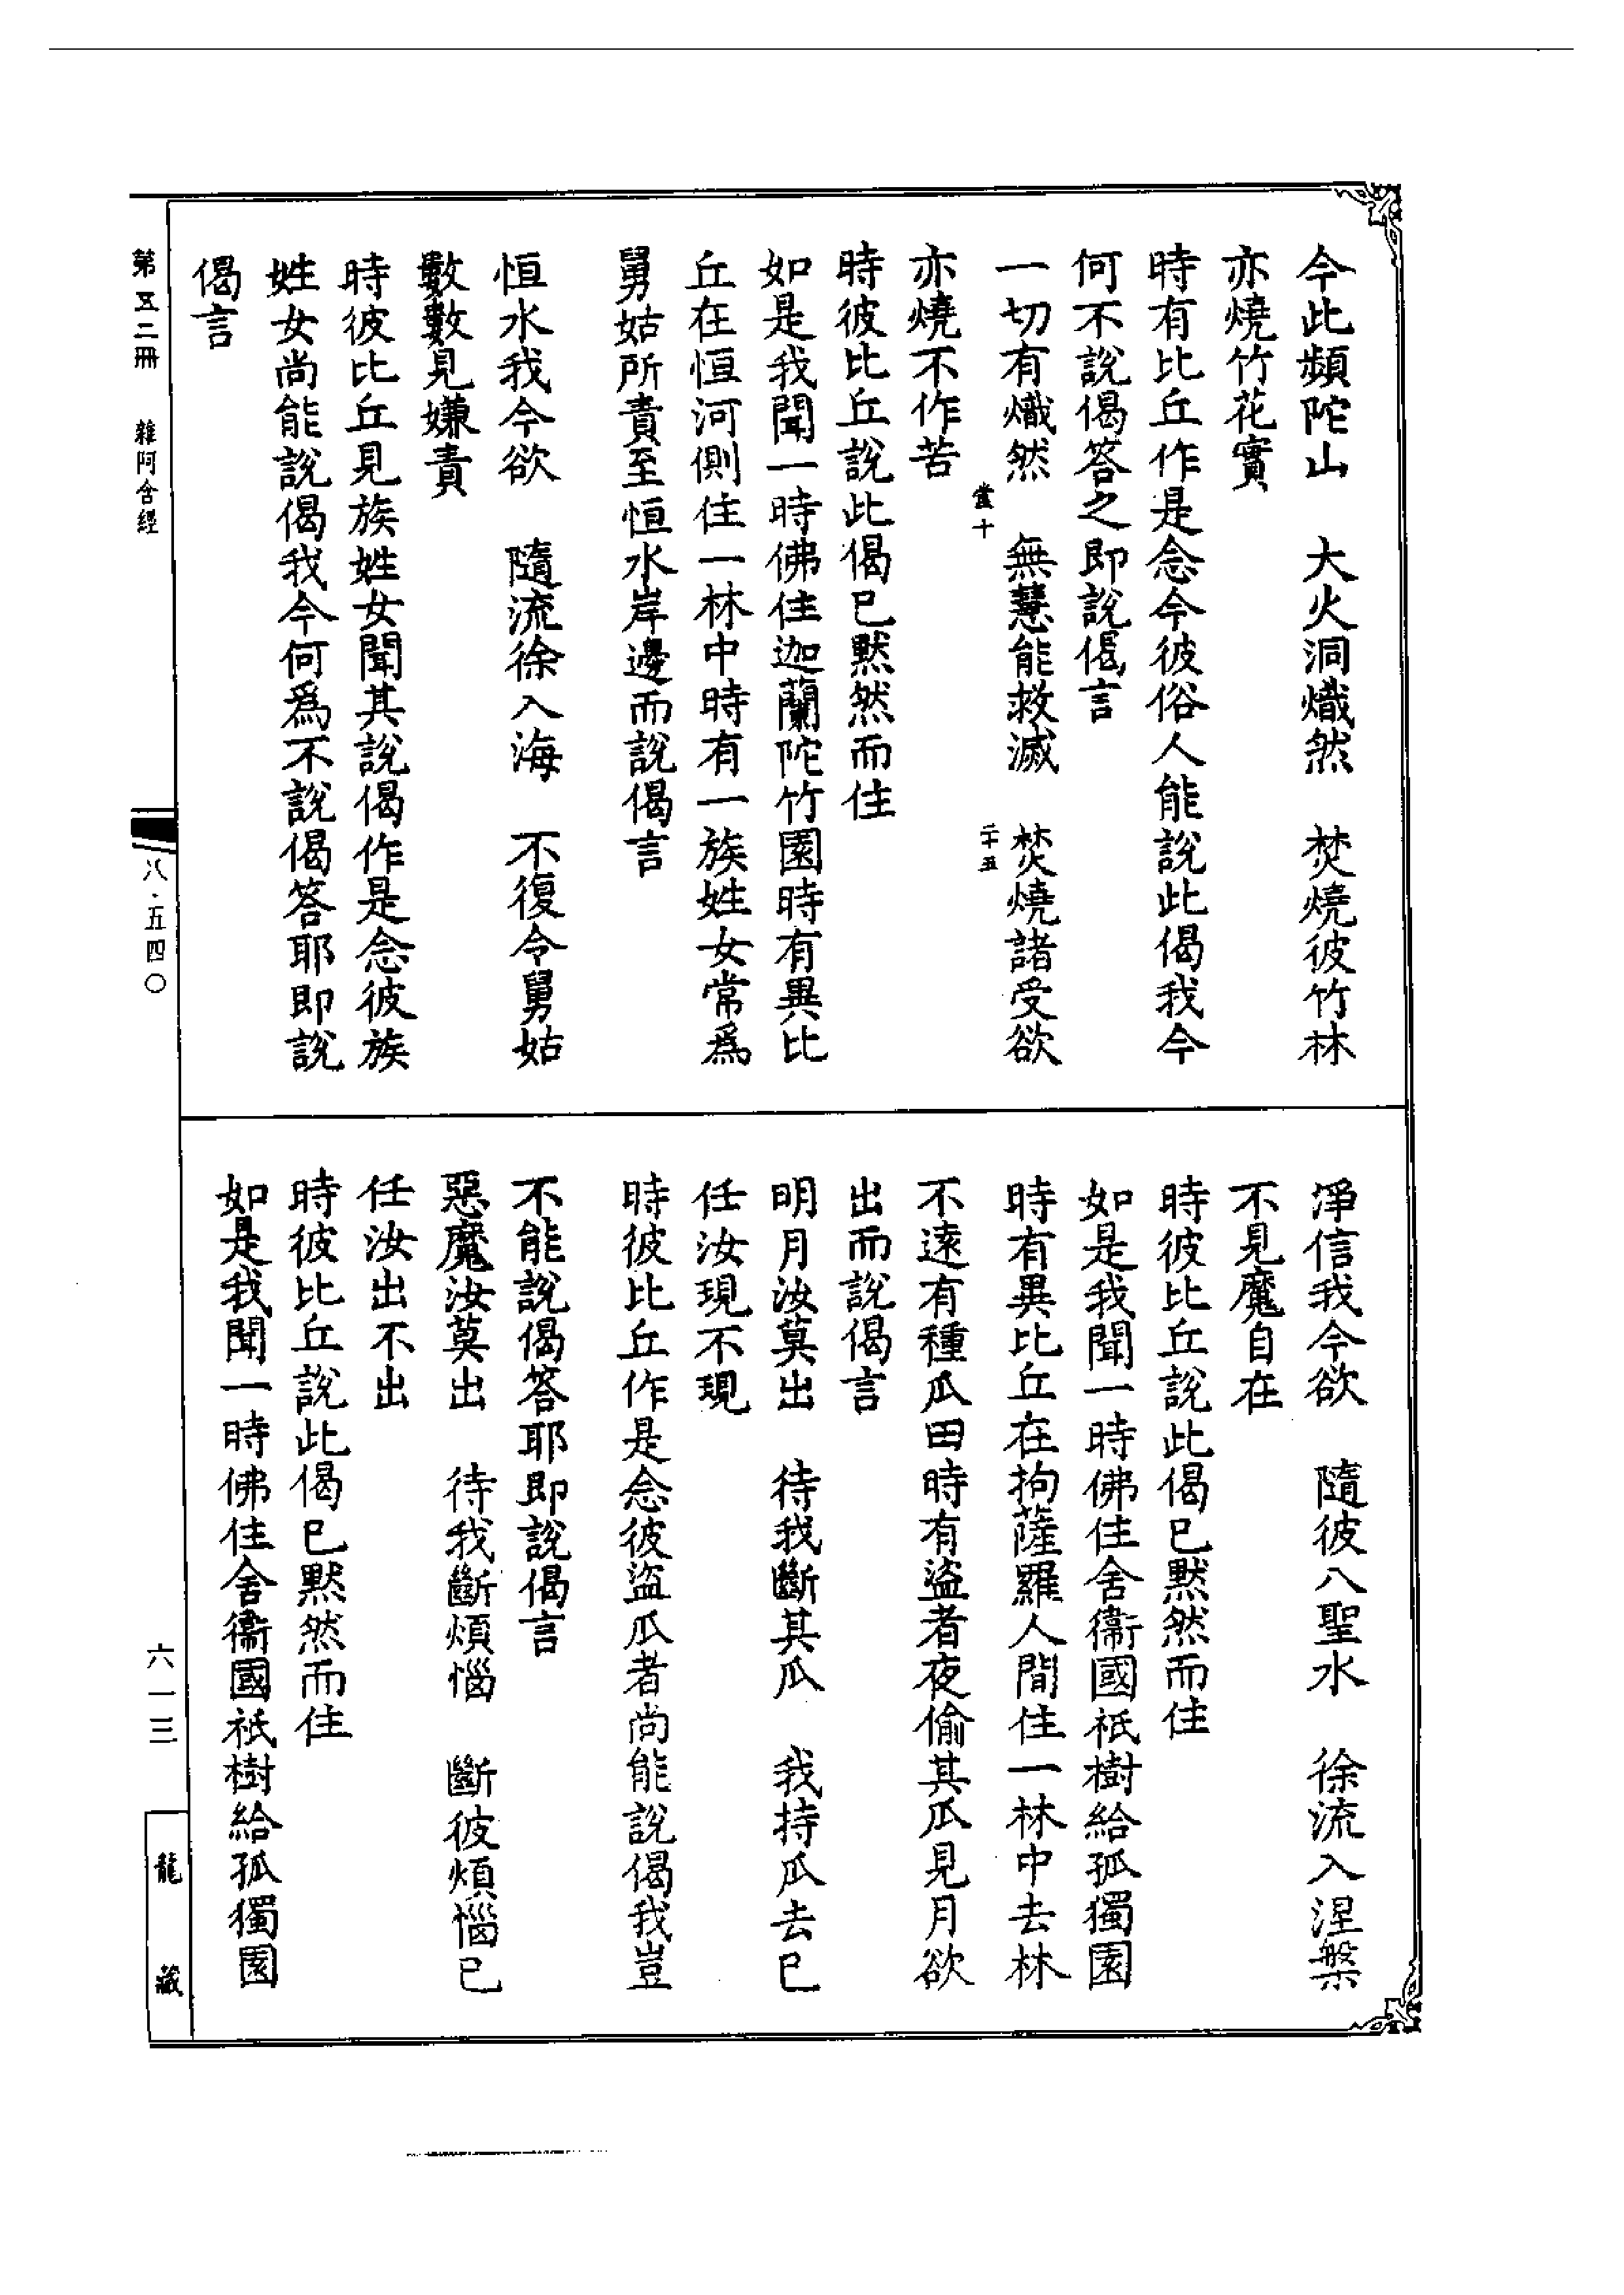 今此頻陀山　大火洞熾然　焚燒彼竹林
亦燒竹花實
時有比丘作是念今彼俗人能說此偈我今
何不說偈答之即說偈言
一切有熾然　無慧能救滅　焚燒諸受欲
十　二十五
亦燒不作苦
時彼比丘說此偈已默然而住
如是我聞一時佛住迦蘭陀竹園時有異比
丘在恒河側住一林中時有一族姓女常為
舅姑所責至恒水岸邊而說偈言
恒水我今欲　隨流徐入海　不復令舅姑
數數見嫌責
時彼比丘見族姓女聞其說偈作是念彼族
姓女尚能說偈我今何為不說偈答耶即說
偈言
淨信我今欲　隨彼八聖水　徐流入涅槃
不見魔自在
時彼比丘說此偈已默然而住
如是我聞一時佛住舍衞國祇樹給孤獨園
時有異比丘在拘薩羅人間住一林中去林
不遠有種瓜田時有盜者夜偷其瓜見月欲
出而說偈言
明月汝莫出　待我斷其瓜　我持瓜去已
任汝現不現
時彼比丘作是念彼盜瓜者尚能說偈我豈
不能說偈答耶即說偈言
惡魔汝莫出　待我斷煩惱　斷彼煩惱已
任汝出不出
時彼比丘說此偈已默然而住
如是我聞一時佛住舍衞國祇樹給孤獨園
第五二冊　雜阿含經
八·五四〇
六一三
龍藏